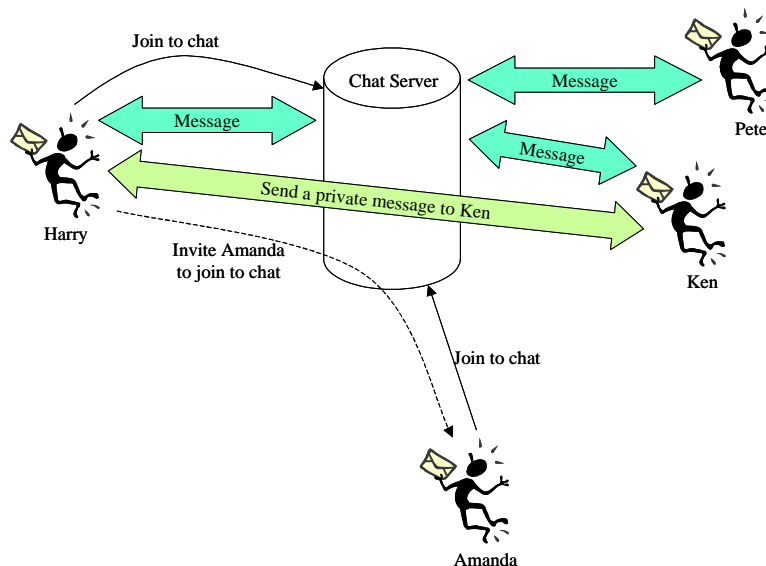 Join to chat
Chat Server
Message
Pete
Message
Message
Send a private message to Ken
Harry
Invite Amanda
to join to chat
Ken
Join to chat
Amanda